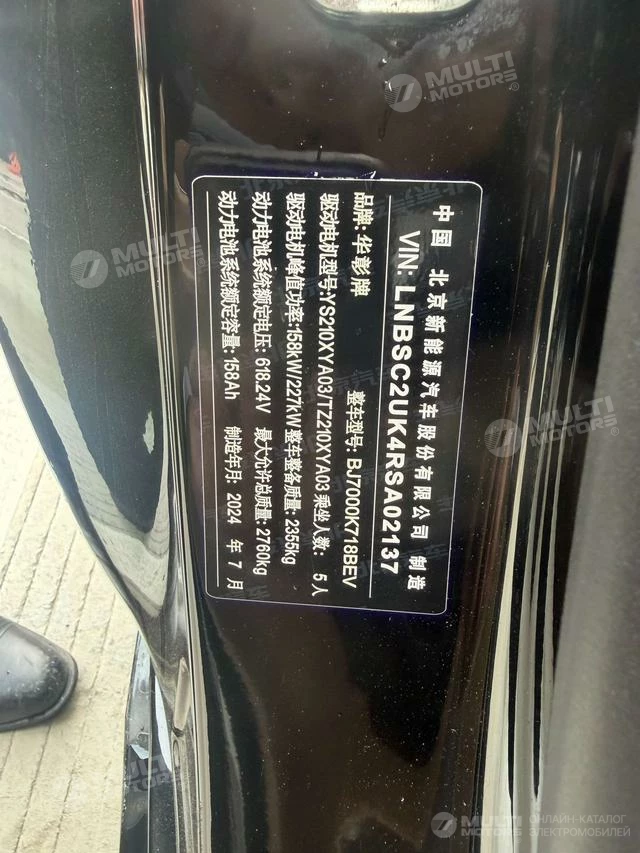 中国 北京新能源汽车股份有限公司 制造
VIN: LNBSC2UK4RSA02137
品牌: 华彰牌 整车型号: BJ7000K718BEV
驱动电机型号:YS210XYA03/TZ210XYA03 乘坐人数: 5 人
驱动电机峰值功率:158kW/227kW 整车整备质量: 2355kg
动力电池系统额定电压: 618.24V 最大允许总质量: 2760kg
动力电池系统额定容量: 158Ah 制造年月: 2024 年 7 月
MULTI MOTORS®
MULTI MOTORS
MULTI MOTORS®
MULTI MOTORS ОНЛАЙН-КАТАЛОГ ЭЛЕКТРОМОБИЛЕЙ